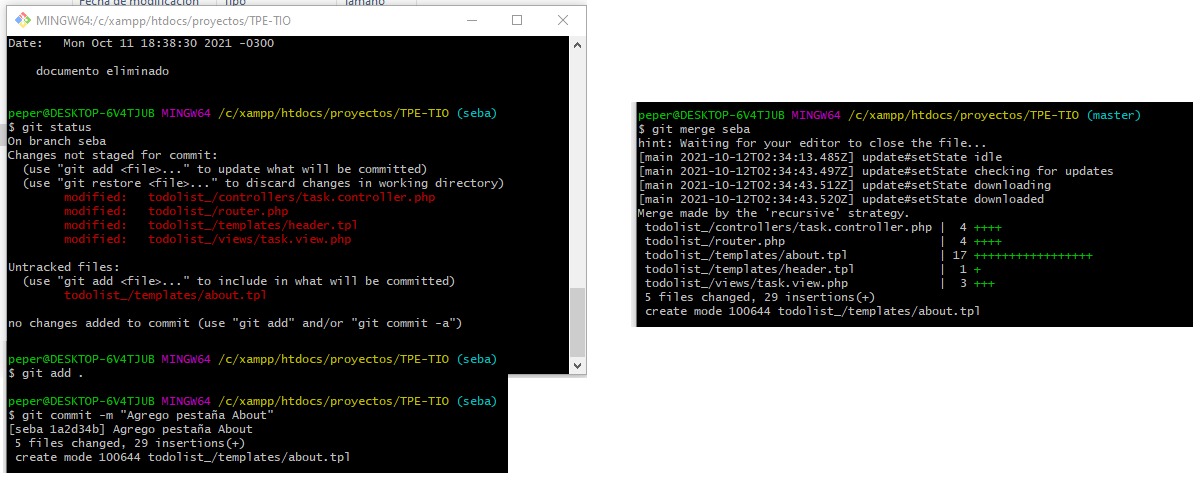 Fecha de modificación Tipo Tamaño
MINGW64:/c/xampp/htdocs/proyectos/TPE-TIO
Date:   Mon Oct 11 18:38:30 2021 -0300
documento eliminado
peper@DESKTOP-6V4TJUB MINGW64 /c/xampp/htdocs/proyectos/TPE-TIO (seba)
$ git status
On branch seba
Changes not staged for commit:
  (use "git add <file>..." to update what will be committed)
  (use "git restore <file>..." to discard changes in working directory)
        modified:   todolist_/controllers/task.controller.php
        modified:   todolist_/router.php
        modified:   todolist_/templates/header.tpl
        modified:   todolist_/views/task.view.php
Untracked files:
  (use "git add <file>..." to include in what will be committed)
        todolist_/templates/about.tpl
no changes added to commit (use "git add" and/or "git commit -a")
peper@DESKTOP-6V4TJUB MINGW64 /c/xampp/htdocs/proyectos/TPE-TIO (seba)
$ git add .
peper@DESKTOP-6V4TJUB MINGW64 /c/xampp/htdocs/proyectos/TPE-TIO (seba)
$ git commit -m "Agrego pestaña About"
[seba 1a2d34b] Agrego pestaña About
 5 files changed, 29 insertions(+)
 create mode 100644 todolist_/templates/about.tpl
peper@DESKTOP-6V4TJUB MINGW64 /c/xampp/htdocs/proyectos/TPE-TIO (master)
$ git merge seba
hint: Waiting for your editor to close the file...
[main 2021-10-12T02:34:13.485Z] update#setState idle
[main 2021-10-12T02:34:43.497Z] update#setState checking for updates
[main 2021-10-12T02:34:43.512Z] update#setState downloading
[main 2021-10-12T02:34:43.520Z] update#setState downloaded
Merge made by the 'recursive' strategy.
 todolist_/controllers/task.controller.php |  4 ++++
 todolist_/router.php                      |  4 ++++
 todolist_/templates/about.tpl             | 17 +++++++++++++++++
 todolist_/templates/header.tpl            |  1 +
 todolist_/views/task.view.php             |  3 +++
 5 files changed, 29 insertions(+)
 create mode 100644 todolist_/templates/about.tpl